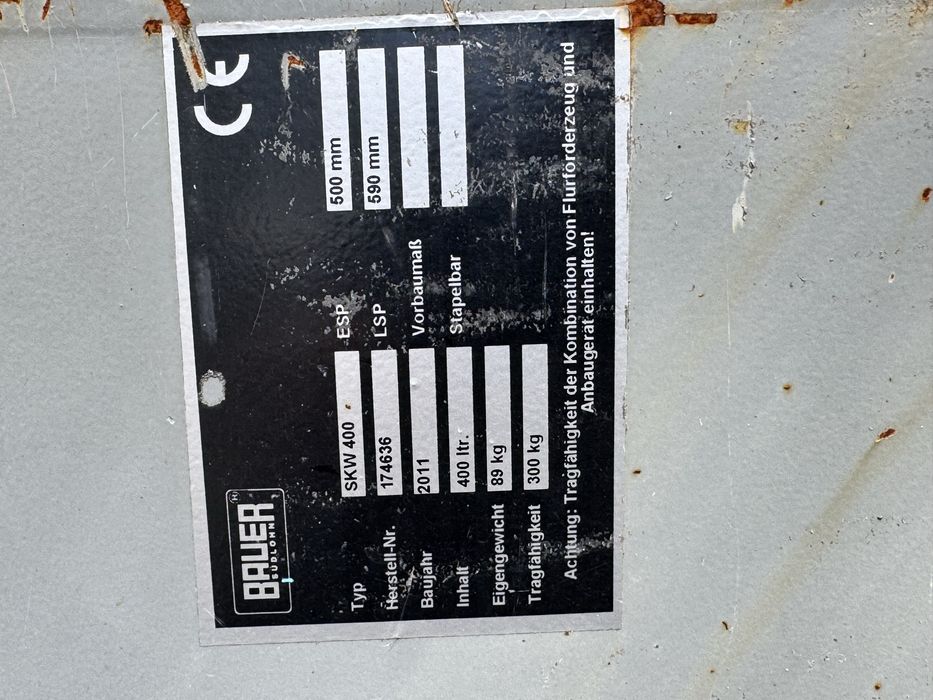 BAUER (H)
SÜDLOHN
CE
Typ SKW 400 ESP 500 mm
Herstell-Nr. 174636 LSP 590 mm
Baujahr 2011 Vorbaumaß
Inhalt 400 ltr. Stapelbar
Eigengewicht 89 kg
Tragfähigkeit 300 kg
Achtung: Tragfähigkeit der Kombination von Flurförderzeug und
Anbaugerät einhalten!